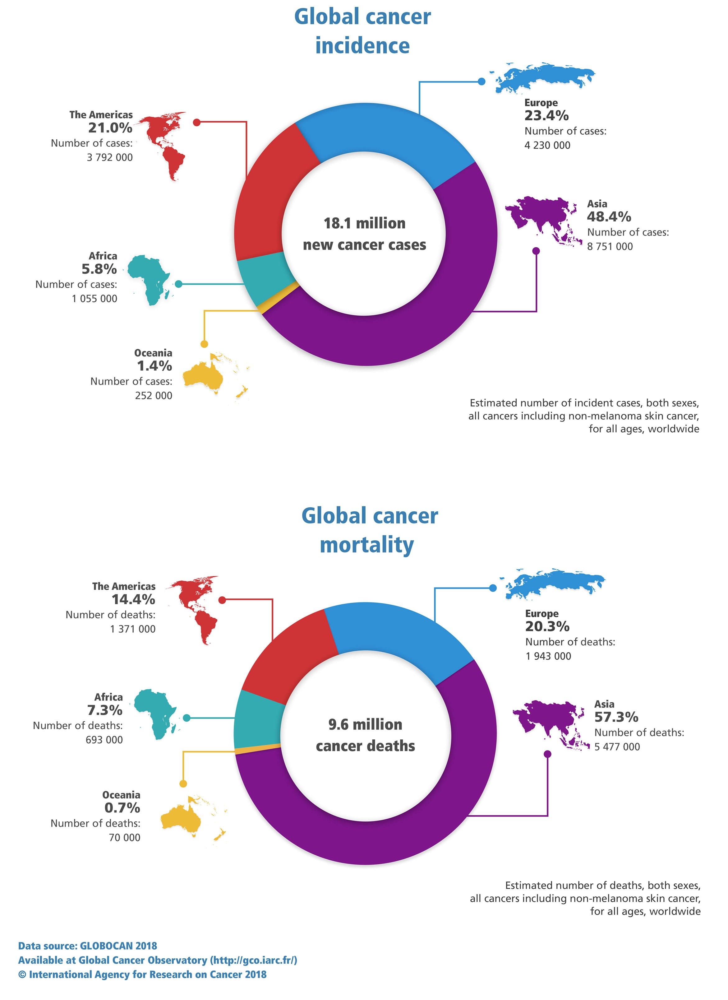 Global cancer
incidence
Europe
23.4%
Number of cases:
4 230 000
The Americas
21.0%
Number of cases:
3 792 000
Asia
48.4%
Number of cases:
8 751 000
18.1 million
new cancer cases
Africa
5.8%
Number of cases:
1 055 000
Oceania
1.4%
Number of cases:
252 000
Estimated number of incident cases, both sexes,
all cancers including non-melanoma skin cancer,
for all ages, worldwide
Global cancer
mortality
The Americas
14.4%
Number of deaths:
1 371 000
Europe
20.3%
Number of deaths:
1 943 000
Africa
7.3%
Number of deaths:
693 000
9.6 million
cancer deaths
Asia
57.3%
Number of deaths:
5 477 000
Oceania
0.7%
Number of deaths:
70 000
Estimated number of deaths, both sexes,
all cancers including non-melanoma skin cancer,
for all ages, worldwide
Data source: GLOBOCAN 2018
Available at Global Cancer Observatory (http://gco.iarc.fr/)
© International Agency for Research on Cancer 2018